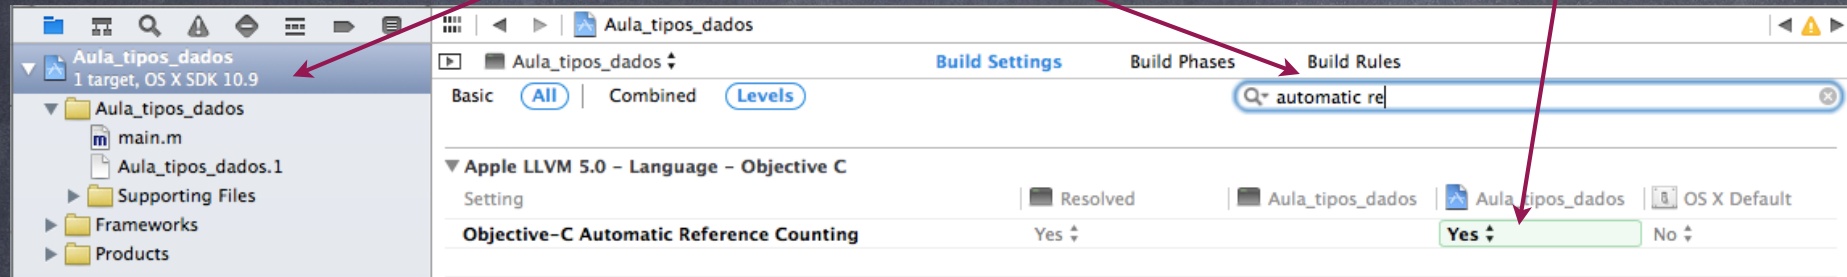 Aula_tipos_dados
1 target, OS X SDK 10.9
Aula_tipos_dados
main.m
Aula_tipos_dados.1
Supporting Files
Frameworks
Products
Aula_tipos_dados
Aula_tipos_dados
Build Settings
Build Phases
Build Rules
Basic
All
Combined
Levels
automatic re
Apple LLVM 5.0 – Language – Objective C
Setting
Resolved
Aula_tipos_dados
Aula_tipos_dados
OS X Default
Objective-C Automatic Reference Counting
Yes
Yes
No